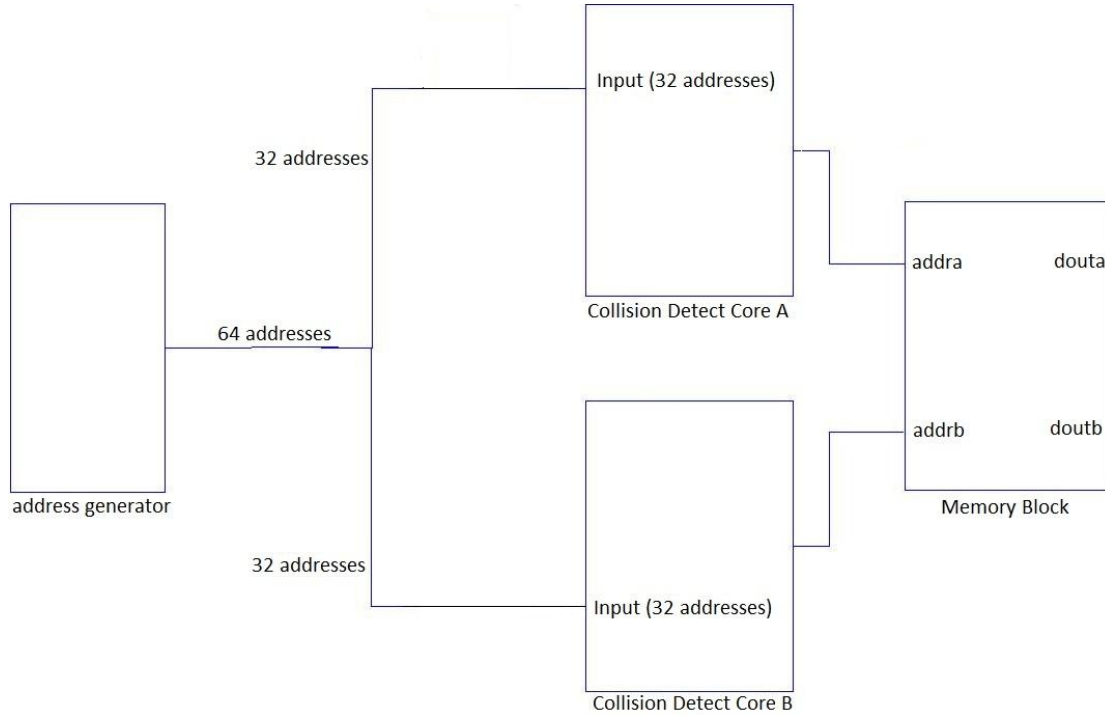 Input (32 addresses)
32 addresses
addra
douta
Collision Detect Core A
64 addresses
addrb
doutb
address generator
Memory Block
32 addresses
Input (32 addresses)
Collision Detect Core B